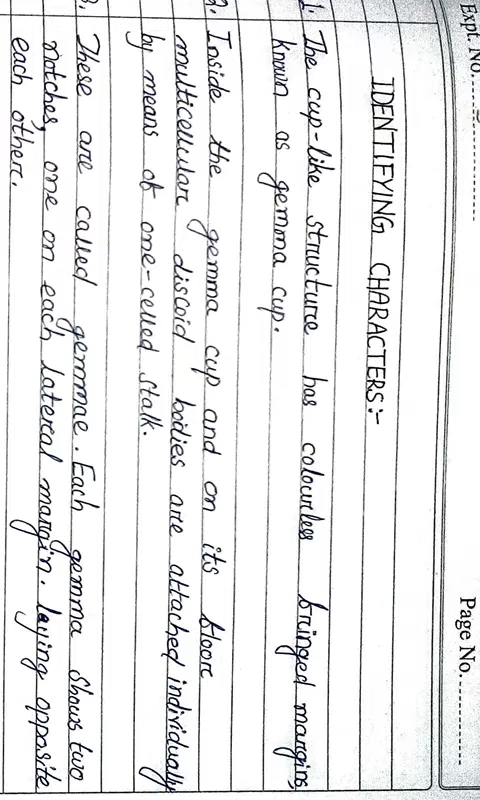 Expt. No.
Page No.
IDENTIFYING CHARACTERS:-
1. The cup-like structure has colourless fringed margins,
known as gemma cup.
2. Inside the gemma cup and on its floor
multicellular discoid bodies are attached individually
by means of one-celled stalk.
3. These are called gemmae. Each gemma shows two
notches, one on each lateral margin. laying opposite
each other.